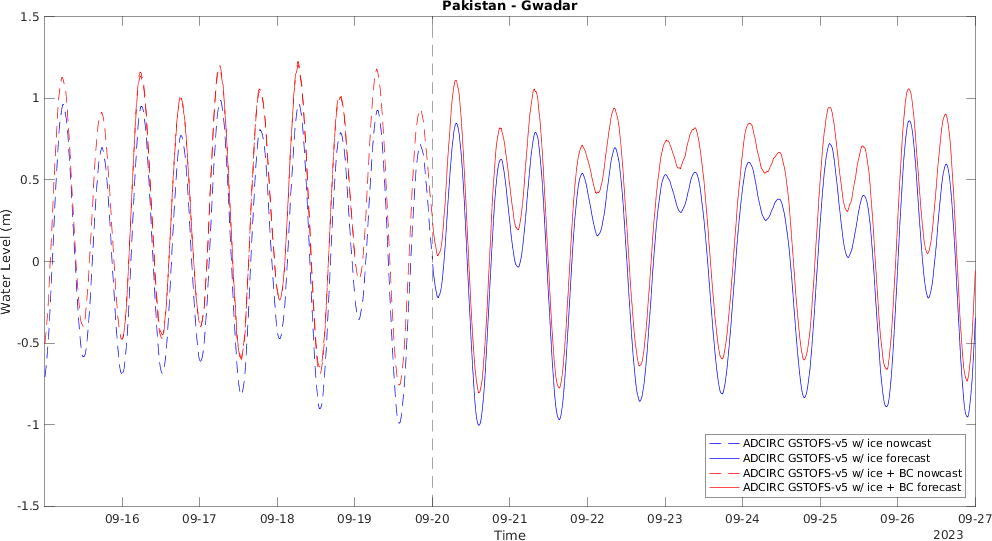 Pakistan - Gwadar
Water Level (m)
1.5
1
0.5
0
-0.5
-1
-1.5
ADCIRC GSTOFS-v5 w/ ice nowcast
ADCIRC GSTOFS-v5 w/ ice forecast
ADCIRC GSTOFS-v5 w/ ice + BC nowcast
ADCIRC GSTOFS-v5 w/ ice + BC forecast
09-16 09-17 09-18 09-19 09-20 09-21 09-22 09-23 09-24 09-25 09-26 09-27
Time
2023